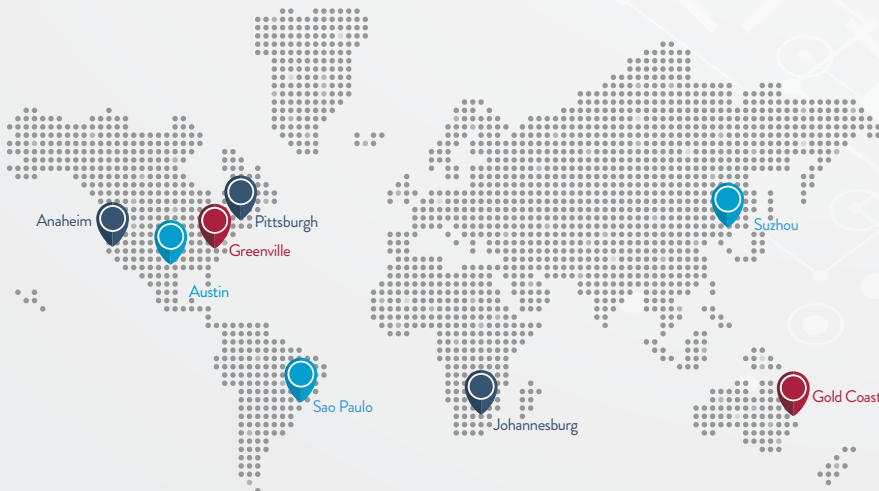 Anaheim
Pittsburgh
Greenville
Suzhou
Austin
Sao Paulo
Gold Coast
Johannesburg